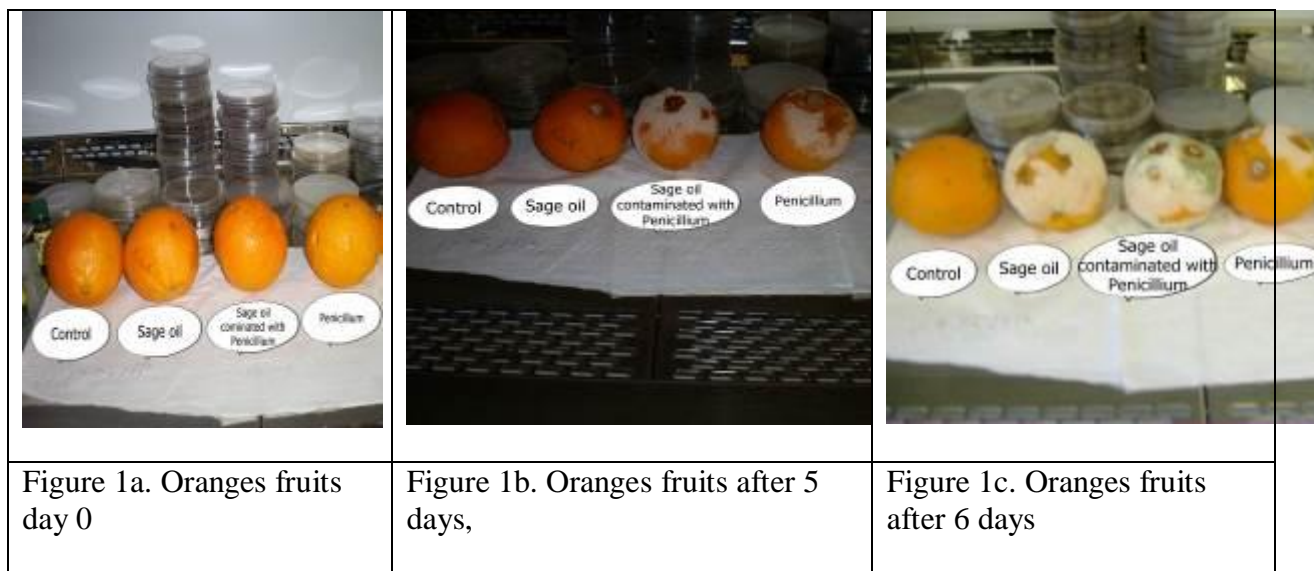 Control
Sage oil
Sage oil
cominated with
Penicillium
Penicillium
Control
Sage oil
Sage oil
contaminated with
Penicillium
Penicillium
Control
Sage oil
Sage oil
contaminated with
Penicillium
Penicillium
Figure 1a. Oranges fruits
day 0
Figure 1b. Oranges fruits after 5
days,
Figure 1c. Oranges fruits
after 6 days